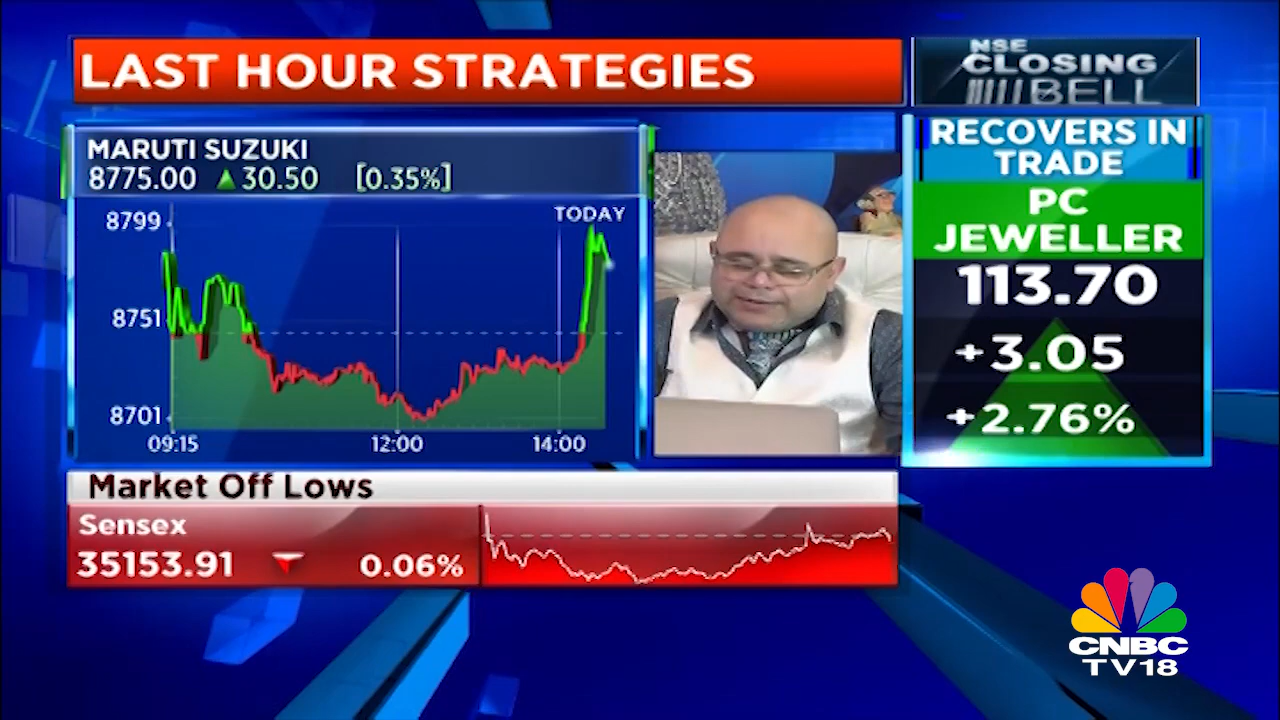 LAST HOUR STRATEGIES
NSE
CLOSING
BELL
MARUTI SUZUKI
8775.00 ▲30.50 [0.35%]
TODAY
8799
8751
8701
09:15 12:00 14:00
RECOVERS IN
TRADE
PC
JEWELLER
113.70
+3.05
+2.76%
Market Off Lows
Sensex
35153.91 ▼ 0.06%
CNBC
TV18